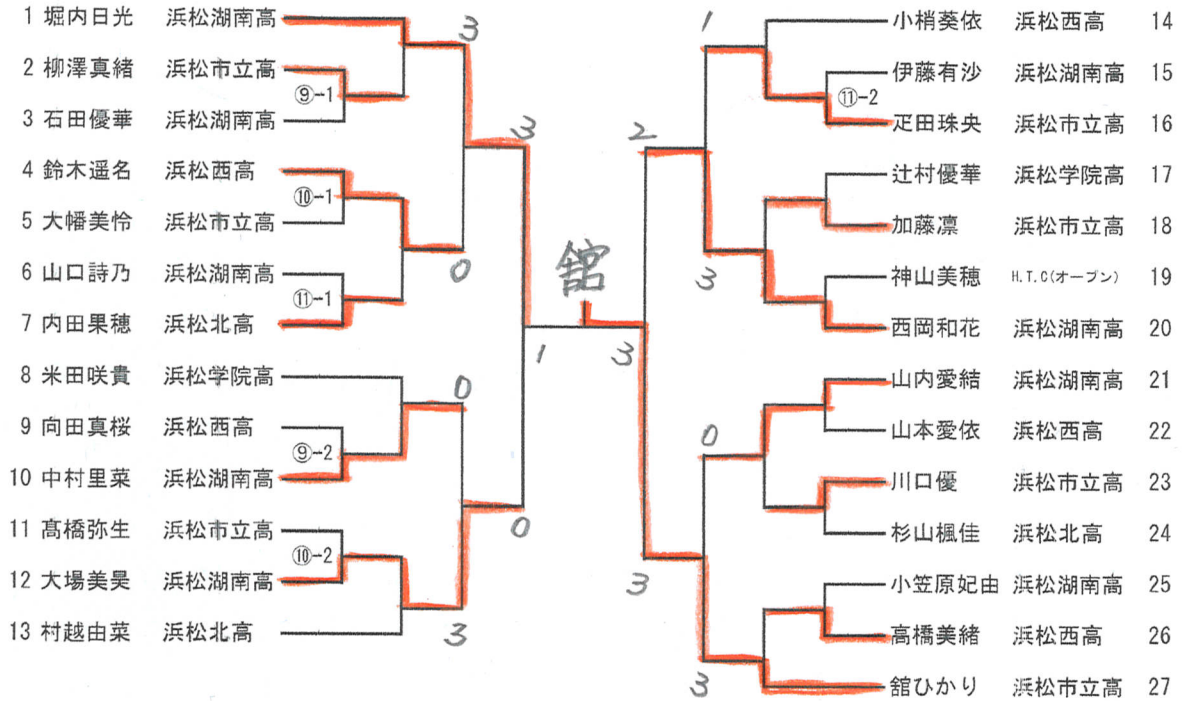 1 堀内日光 浜松湖南高
2 柳澤真緒 浜松市立高
⑨-1
3 石田優華 浜松湖南高
4 鈴木遥名 浜松西高
⑩-1
5 大幡美怜 浜松市立高
6 山口詩乃 浜松湖南高
⑪-1
7 内田果穂 浜松北高
8 米田咲貴 浜松学院高
9 向田真桜 浜松西高
⑨-2
10 中村里菜 浜松湖南高
11 髙橋弥生 浜松市立高
⑩-2
12 大場美昊 浜松湖南高
13 村越由菜 浜松北高
3
0
0
3
3
0
1
舘
3
2
3
1
3
0
3
小梢葵依 浜松西高 14
伊藤有沙 浜松湖南高 15
⑪-2
疋田珠央 浜松市立高 16
辻村優華 浜松学院高 17
加藤凛 浜松市立高 18
神山美穂 H.T.C(オープン) 19
西岡和花 浜松湖南高 20
山内愛結 浜松湖南高 21
山本愛依 浜松西高 22
川口優 浜松市立高 23
杉山楓佳 浜松北高 24
小笠原妃由 浜松湖南高 25
高橋美緒 浜松西高 26
舘ひかり 浜松市立高 27